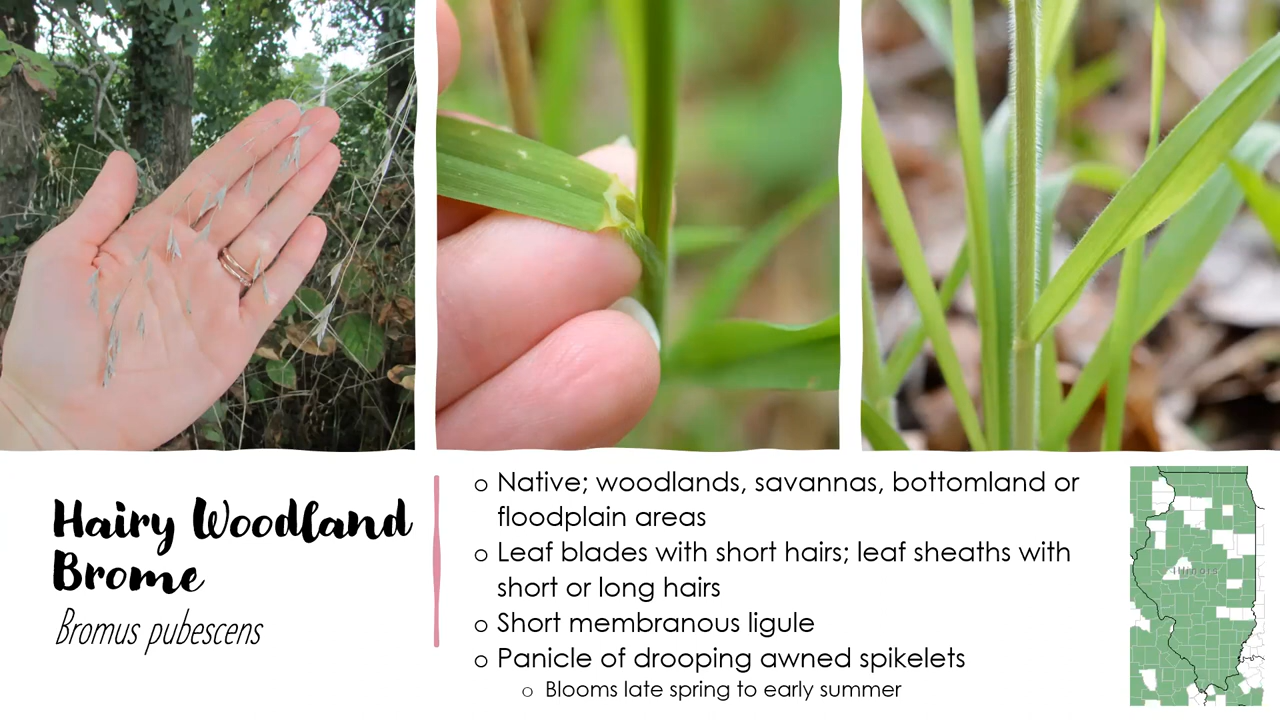 Hairy Woodland
Brome
Bromus pubescens
o Native; woodlands, savannas, bottomland or
floodplain areas
o Leaf blades with short hairs; leaf sheaths with
short or long hairs
o Short membranous ligule
o Panicle of drooping awned spikelets
o Blooms late spring to early summer
Illinois